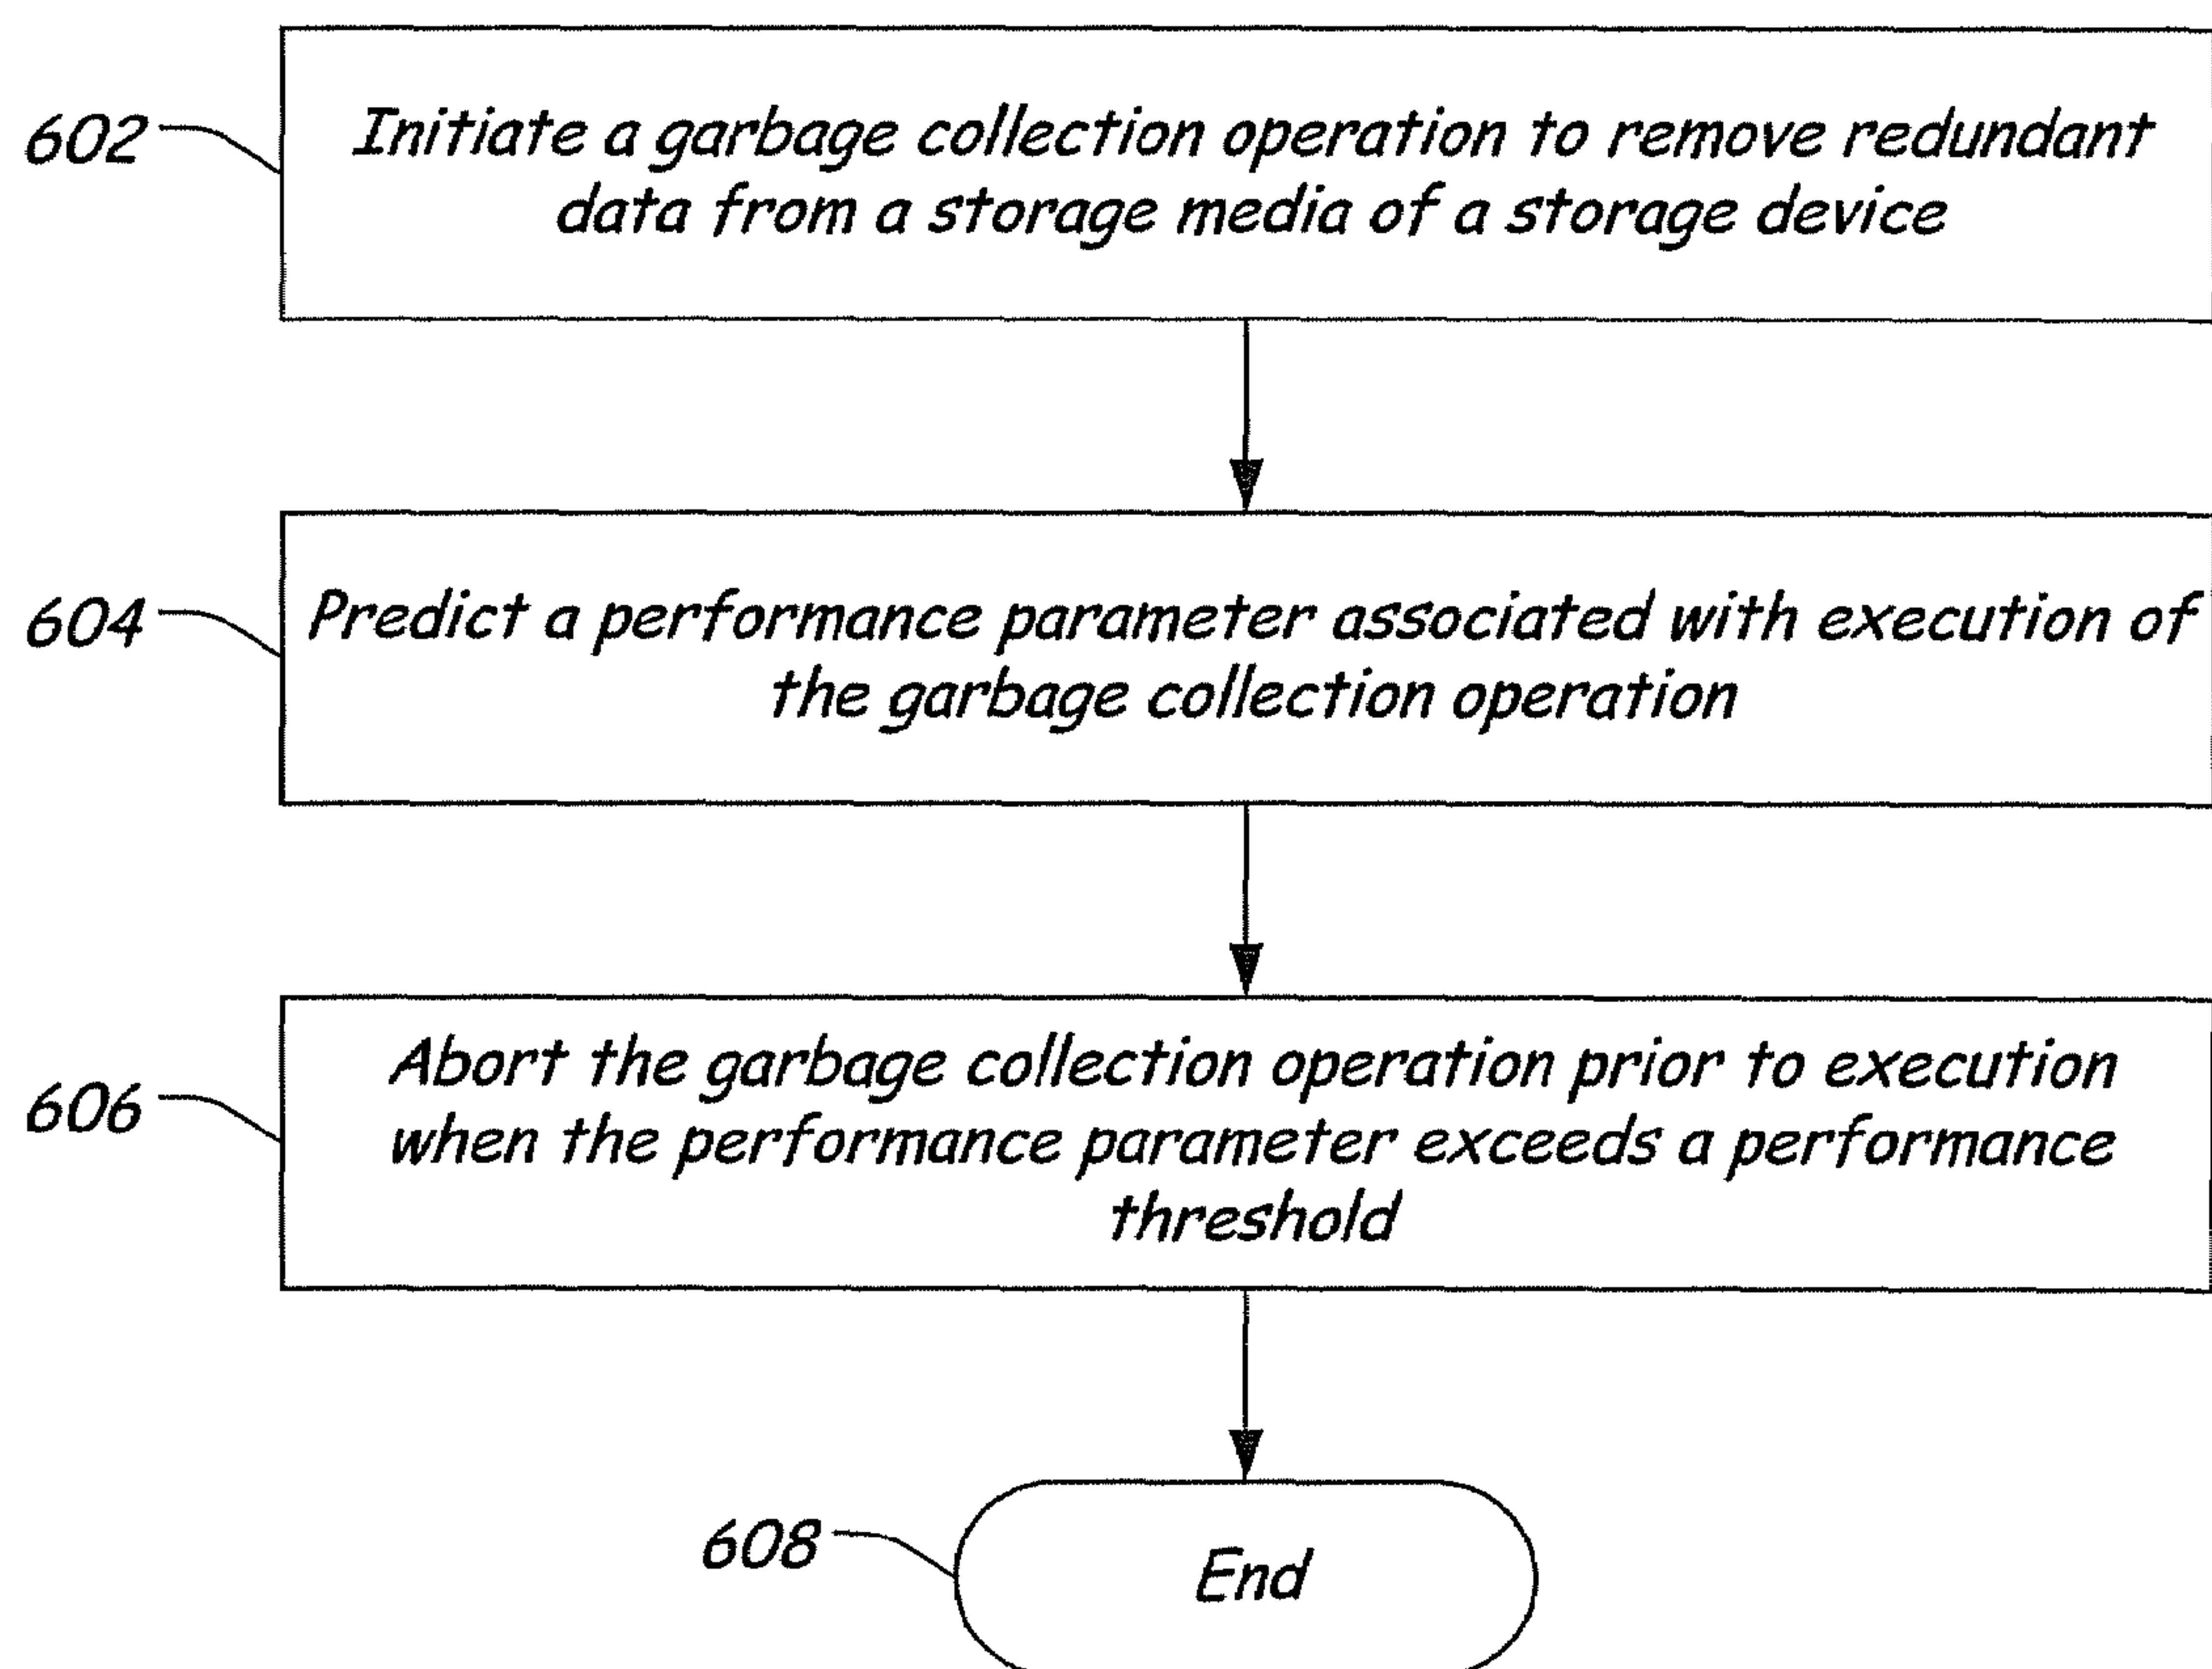 602
Initiate a garbage collection operation to remove redundant
data from a storage media of a storage device
604
Predict a performance parameter associated with execution of
the garbage collection operation
606
Abort the garbage collection operation prior to execution
when the performance parameter exceeds a performance
threshold
608
End